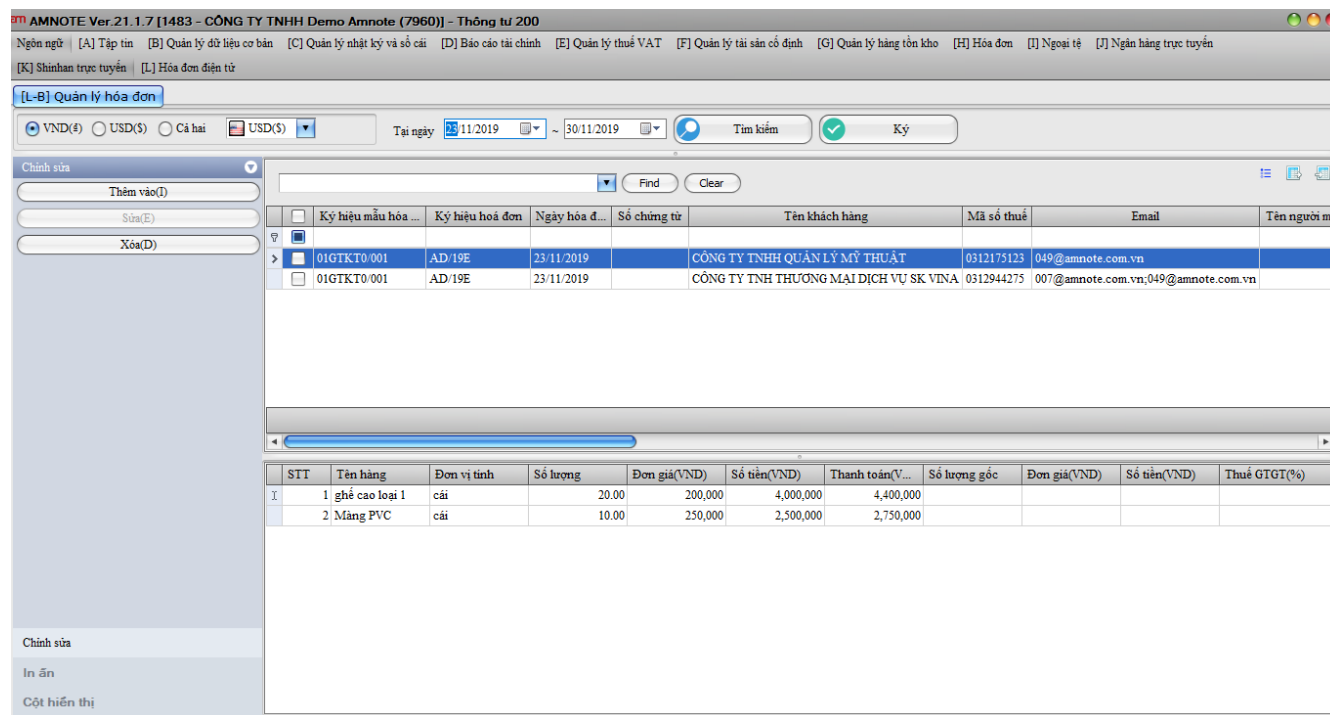 AMNOTE Ver.21.1.7 [1483 - CÔNG TY TNHH Demo Amnote (7960)] - Thông tư 200
Ngôn ngữ [A] Tập tin [B] Quản lý dữ liệu cơ bản [C] Quản lý nhật ký và sổ cái [D] Báo cáo tài chính [E] Quản lý thuế VAT [F] Quản lý tài sản cố định [G] Quản lý hàng tồn kho [H] Hóa đơn [I] Ngoại tệ [J] Ngân hàng trực tuyến
[K] Shinhan trực tuyến [L] Hóa đơn điện tử
[L-B] Quản lý hóa đơn
VND(₫) USD($) Cả hai USD($) Tại ngày 23/11/2019 ~ 30/11/2019 Tìm kiếm Ký
Chỉnh sửa
Thêm vào(I)
Sửa(E)
Xóa(D)
Find Clear
Ký hiệu mẫu hóa ... Ký hiệu hoá đơn Ngày hóa đ... Số chứng từ Tên khách hàng Mã số thuế Email Tên người m
01GTKT0/001 AD/19E 23/11/2019 CÔNG TY TNHH QUẢN LÝ MỸ THUẬT 0312175123 049@amnote.com.vn
01GTKT0/001 AD/19E 23/11/2019 CÔNG TY TNH THƯƠNG MẠI DỊCH VỤ SK VINA 0312944275 007@amnote.com.vn;049@amnote.com.vn
STT Tên hàng Đơn vị tính Số lượng Đơn giá(VND) Số tiền(VND) Thanh toán(V... Số lượng gốc Đơn giá(VND) Số tiền(VND) Thuế GTGT(%)
1 ghế cao loại 1 cái 20.00 200,000 4,000,000 4,400,000
2 Màng PVC cái 10.00 250,000 2,500,000 2,750,000
Chỉnh sửa
In ấn
Cột hiển thị